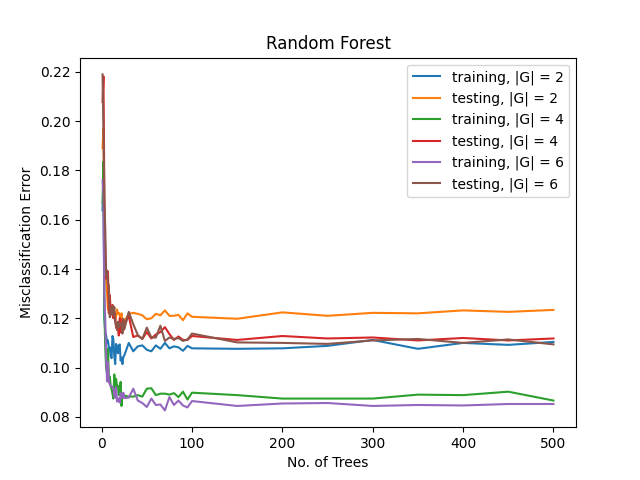 Random Forest
Misclassification Error
0.22
0.20
0.18
0.16
0.14
0.12
0.10
0.08
training, |G| = 2
testing, |G| = 2
training, |G| = 4
testing, |G| = 4
training, |G| = 6
testing, |G| = 6
0 100 200 300 400 500
No. of Trees